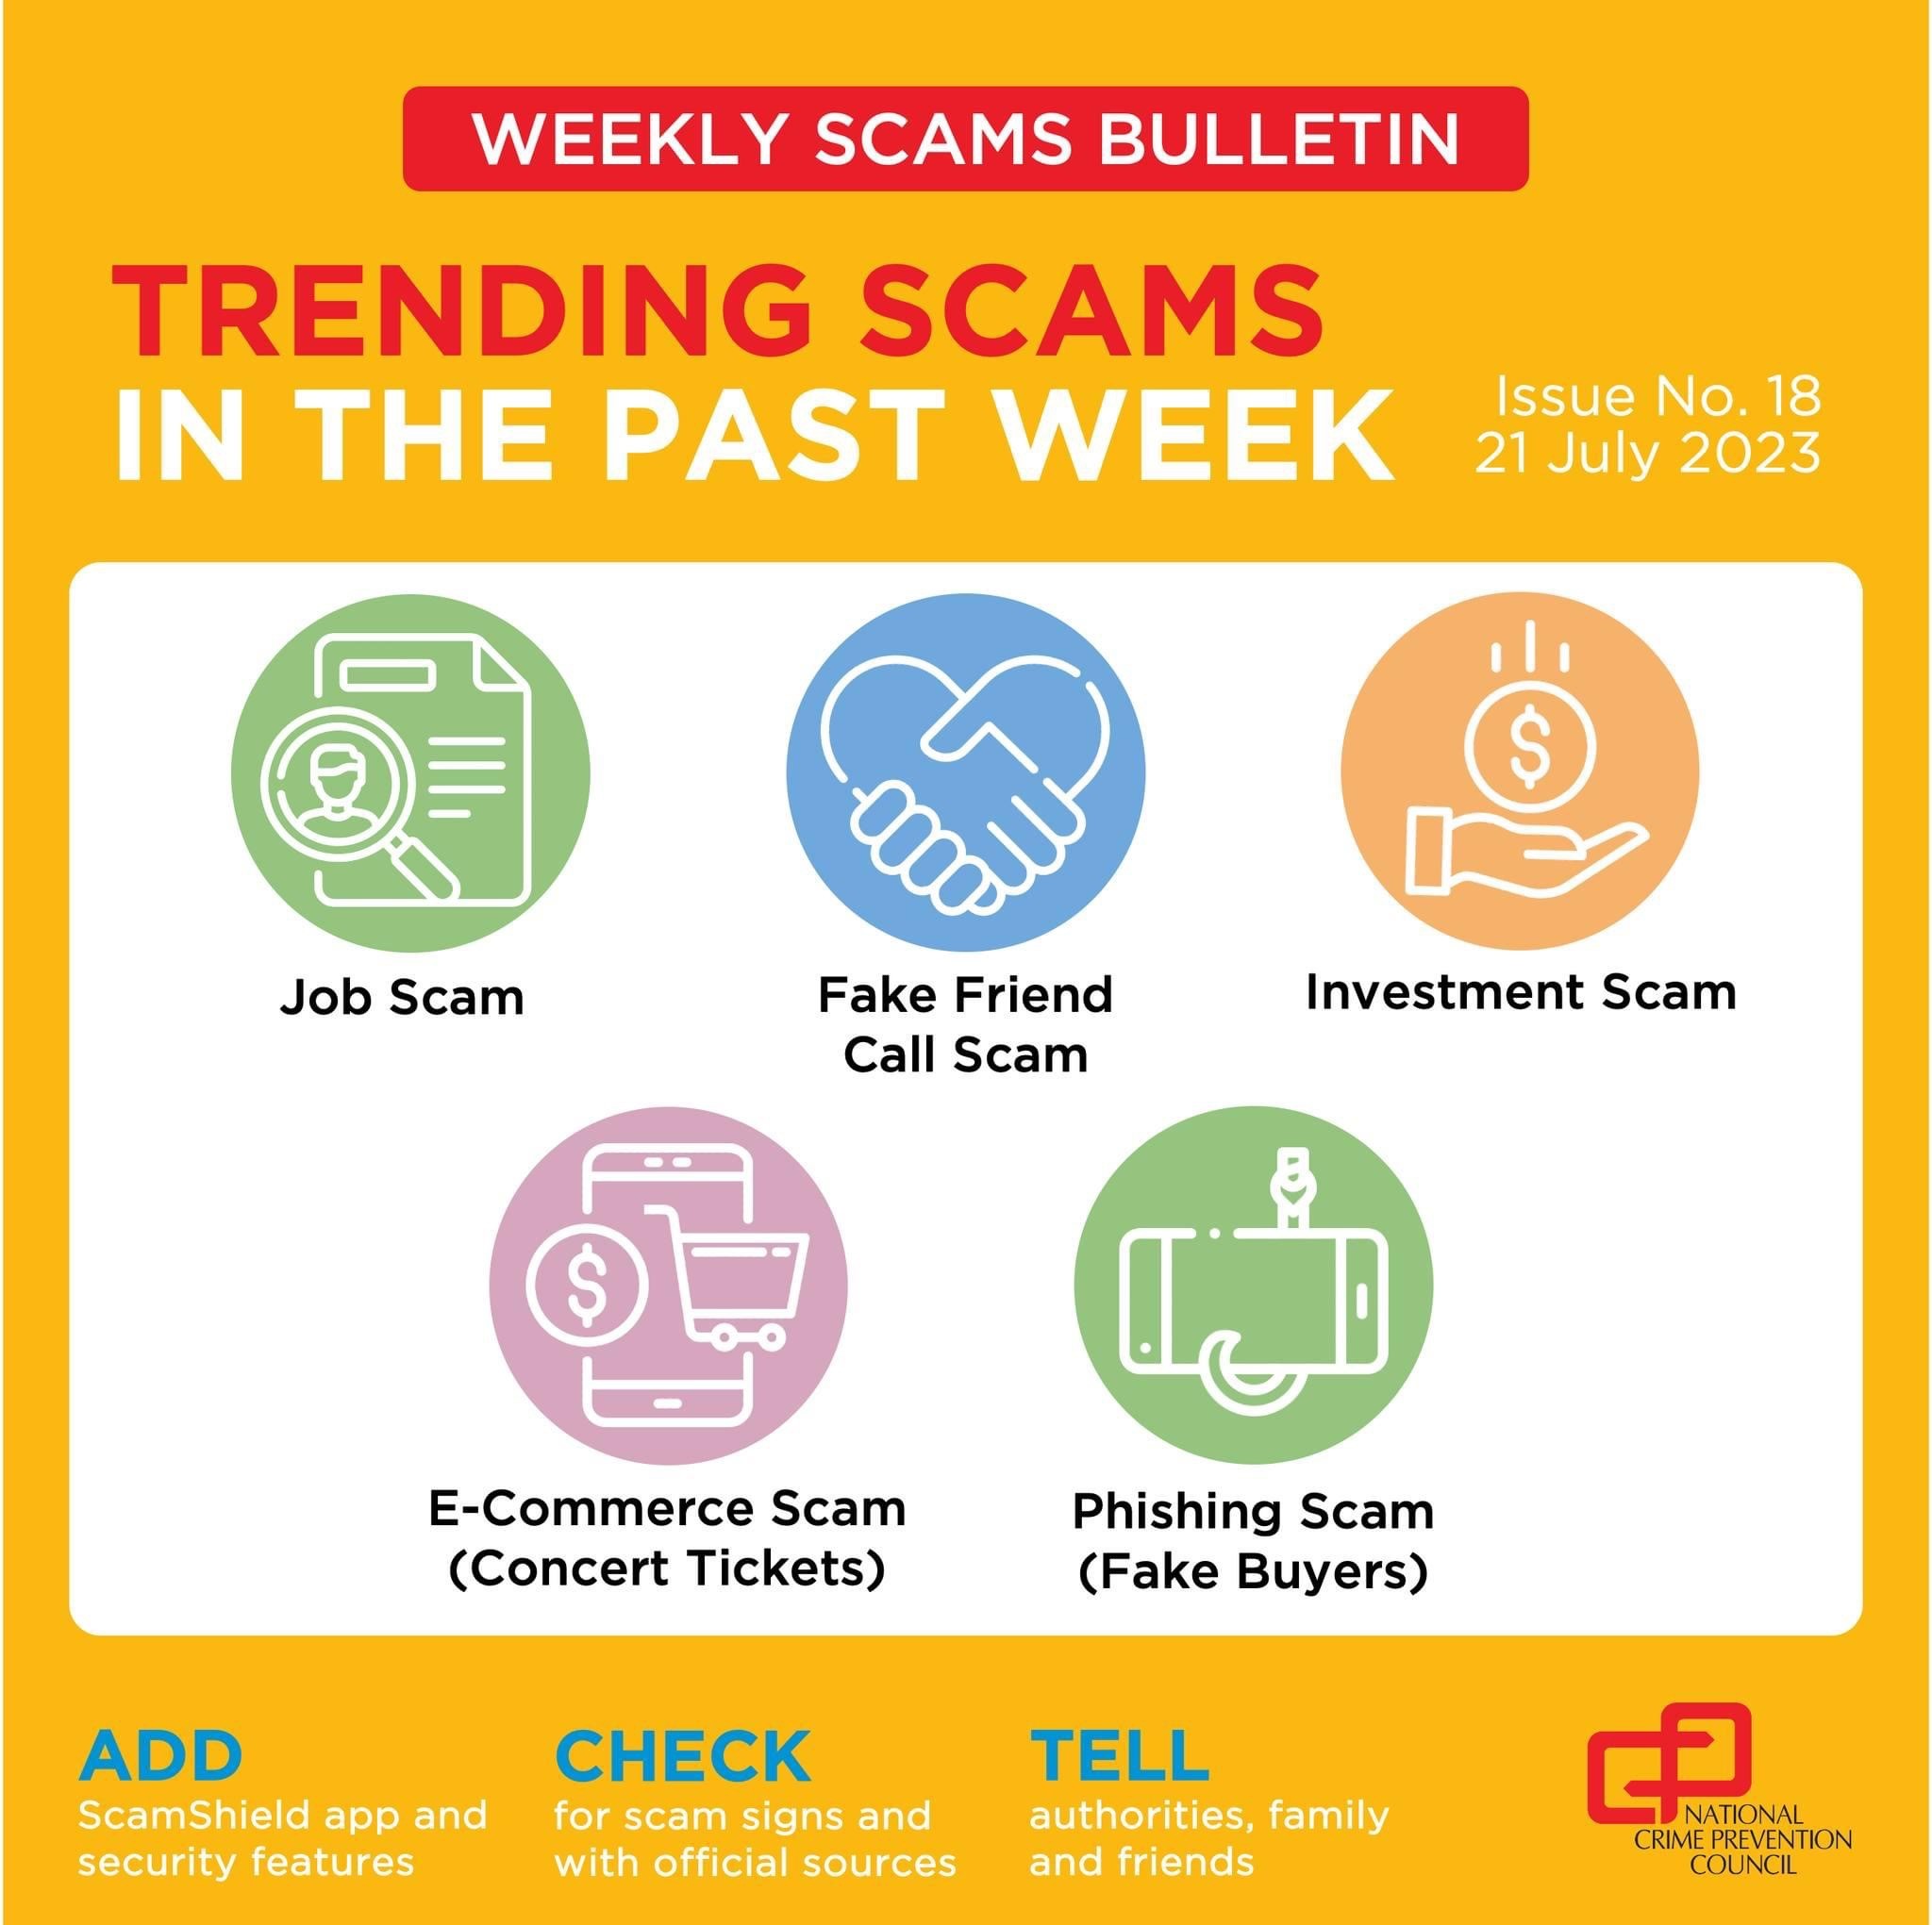 WEEKLY SCAMS BULLETIN
TRENDING SCAMS
IN THE PAST WEEK
Issue No. 18
21 July 2023
Job Scam
Fake Friend
Call Scam
Investment Scam
E-Commerce Scam
(Concert Tickets)
Phishing Scam
(Fake Buyers)
ADD
ScamShield app and
security features
CHECK
for scam signs and
with official sources
TELL
authorities, family
and friends
NATIONAL
CRIME PREVENTION
COUNCIL